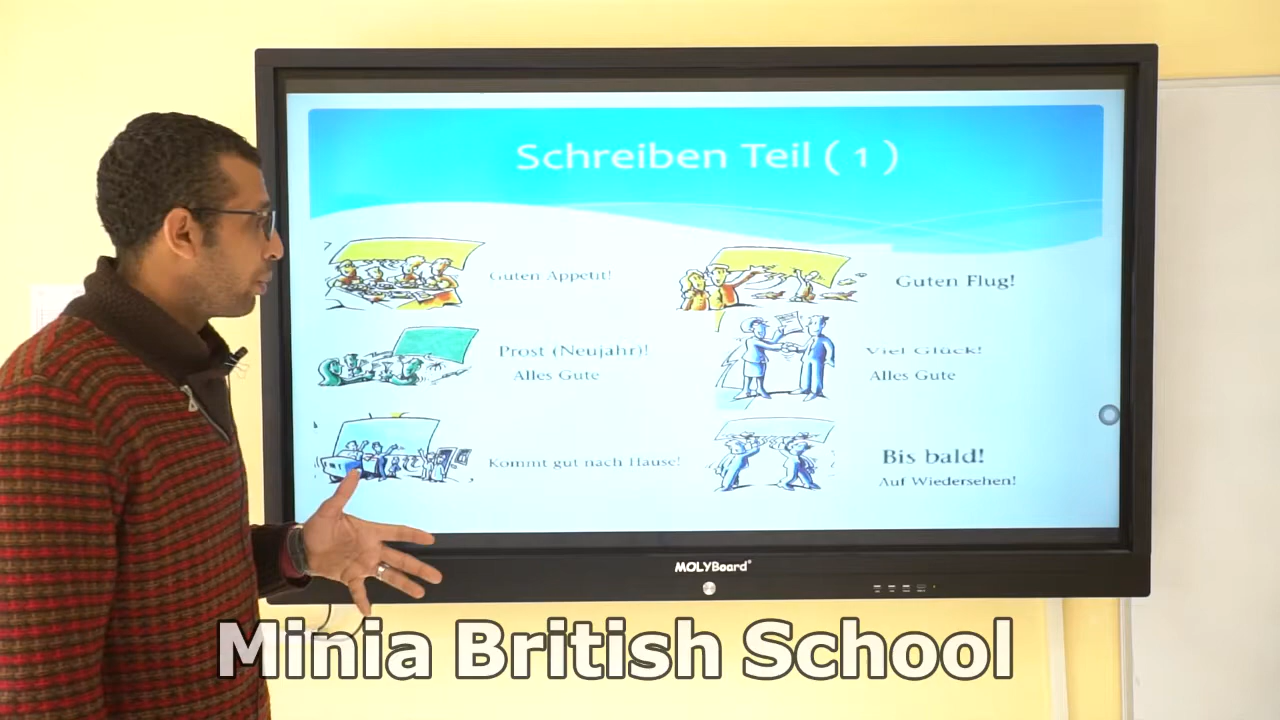 Schreiben Teil ( 1 )
Guten Appetit!
Guten Flug!
Prost (Neujahr)!
Alles Gute
Viel Glück!
Alles Gute
Kommt gut nach Hause!
Bis bald!
Auf Wiedersehen!
MOLYBoard
Minia British School